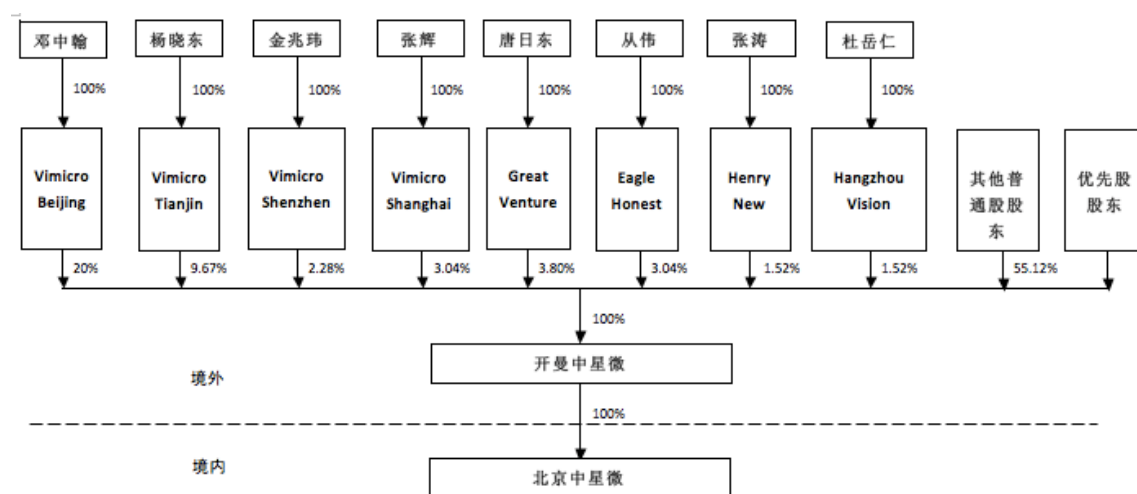 邓中翰
杨晓东
金兆玮
张辉
唐日东
从伟
张涛
杜岳仁
100%
100%
100%
100%
100%
100%
100%
100%
Vimicro
Beijing
Vimicro
Tianjin
Vimicro
Shenzhen
Vimicro
Shanghai
Great
Venture
Eagle
Honest
Henry
New
Hangzhou
Vision
其他普
通股股
东
优先股
股东
20%
9.67%
2.28%
3.04%
3.80%
3.04%
1.52%
1.52%
55.12%
100%
开曼中星微
境外
100%
境内
北京中星微